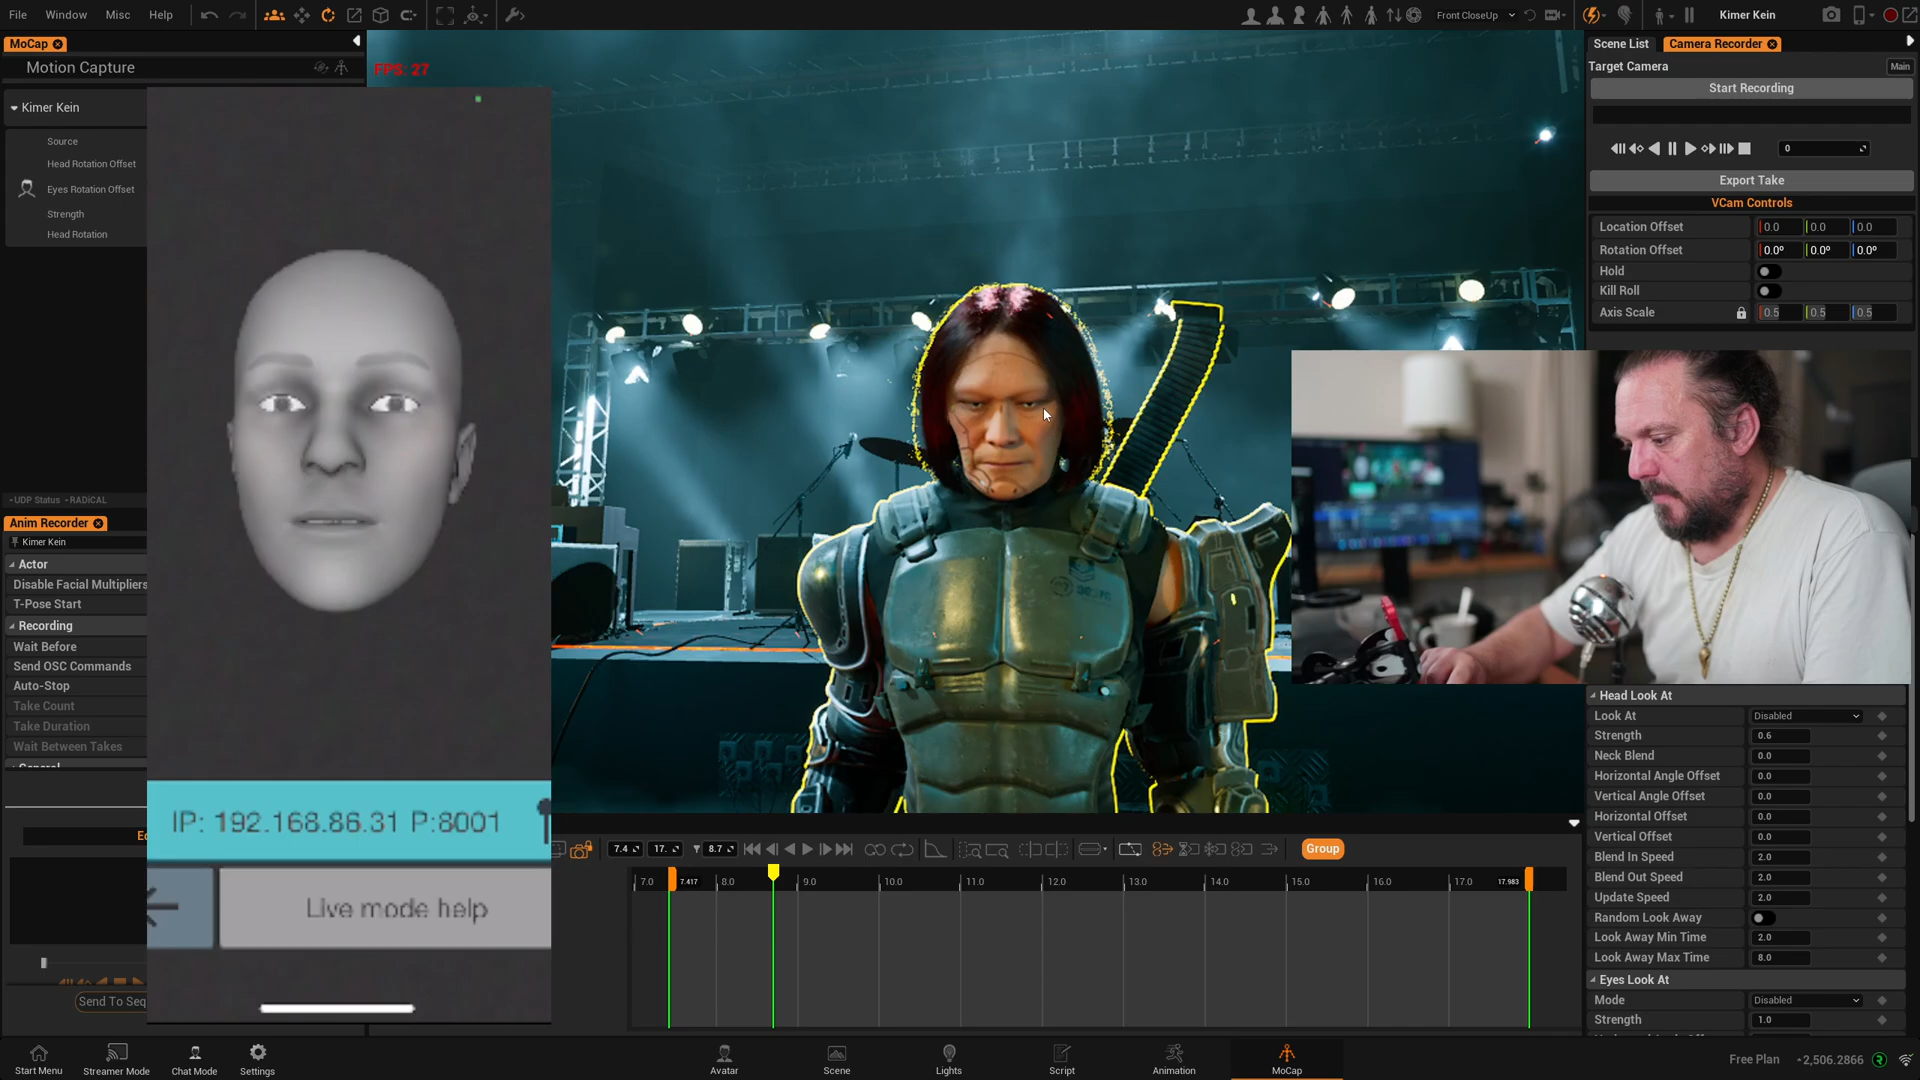 File Window Misc Help
Front CloseUp
Kimer Kein
MoCap
Motion Capture
Kimer Kein
Source
Head Rotation Offset
Eyes Rotation Offset
Strength
Head Rotation
UDP Status
RADiCAL
Anim Recorder
Kimer Kein
Actor
Disable Facial Multipliers
T-Pose Start
Recording
Wait Before
Send OSC Commands
Auto-Stop
Take Count
Take Duration
Wait Between Takes
General
Send To Seq
FPS: 27
IP: 192.168.86.31 P:8001
Live mode help
Scene List Camera Recorder
Target Camera Main
Start Recording
0
Export Take
VCam Controls
Location Offset 0.0 0.0 0.0
Rotation Offset 0.0º 0.0º 0.0º
Hold
Kill Roll
Axis Scale 0.5 0.5 0.5
Head Look At
Look At Disabled
Strength 0.6
Neck Blend 0.0
Horizontal Angle Offset 0.0
Vertical Angle Offset 0.0
Horizontal Offset 0.0
Vertical Offset 0.0
Blend In Speed 2.0
Blend Out Speed 2.0
Update Speed 2.0
Random Look Away
Look Away Min Time 2.0
Look Away Max Time 8.0
Eyes Look At
Mode Disabled
Strength 1.0
7.4 17. 8.7 Group
7.0 7.417 8.0 9.0 10.0 11.0 12.0 13.0 14.0 15.0 16.0 17.0 17.983
Start Menu Streamer Mode Chat Mode Settings Avatar Scene Lights Script Animation MoCap
Free Plan 2,506.2866